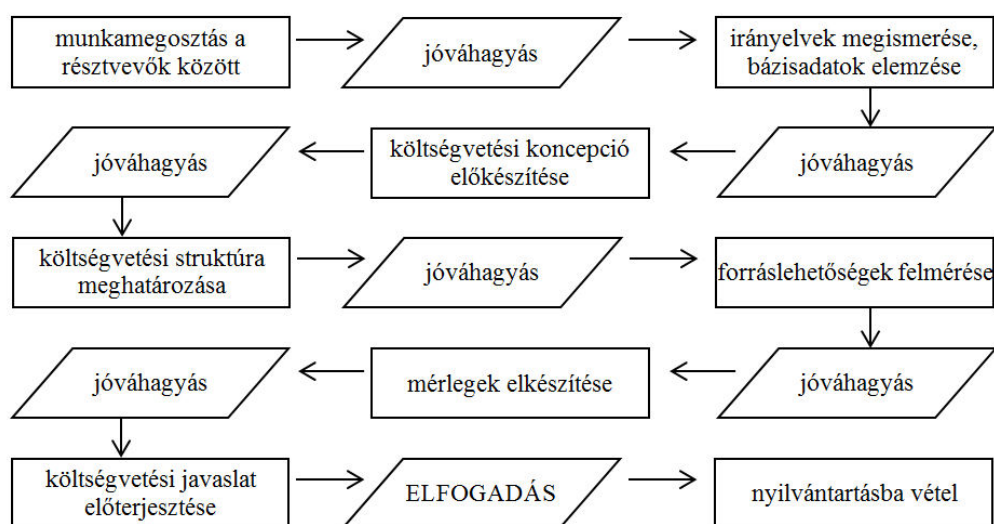 munkamegosztás a
résztvevők között
jóváhagyás
irányelvek megismerése,
bázisadatok elemzése
jóváhagyás
költségvetési koncepció
előkészítése
jóváhagyás
költségvetési struktúra
meghatározása
jóváhagyás
forráslehetőségek felmérése
jóváhagyás
mérlegek elkészítése
jóváhagyás
költségvetési javaslat
előterjesztése
ELFOGADÁS
nyilvántartásba vétel